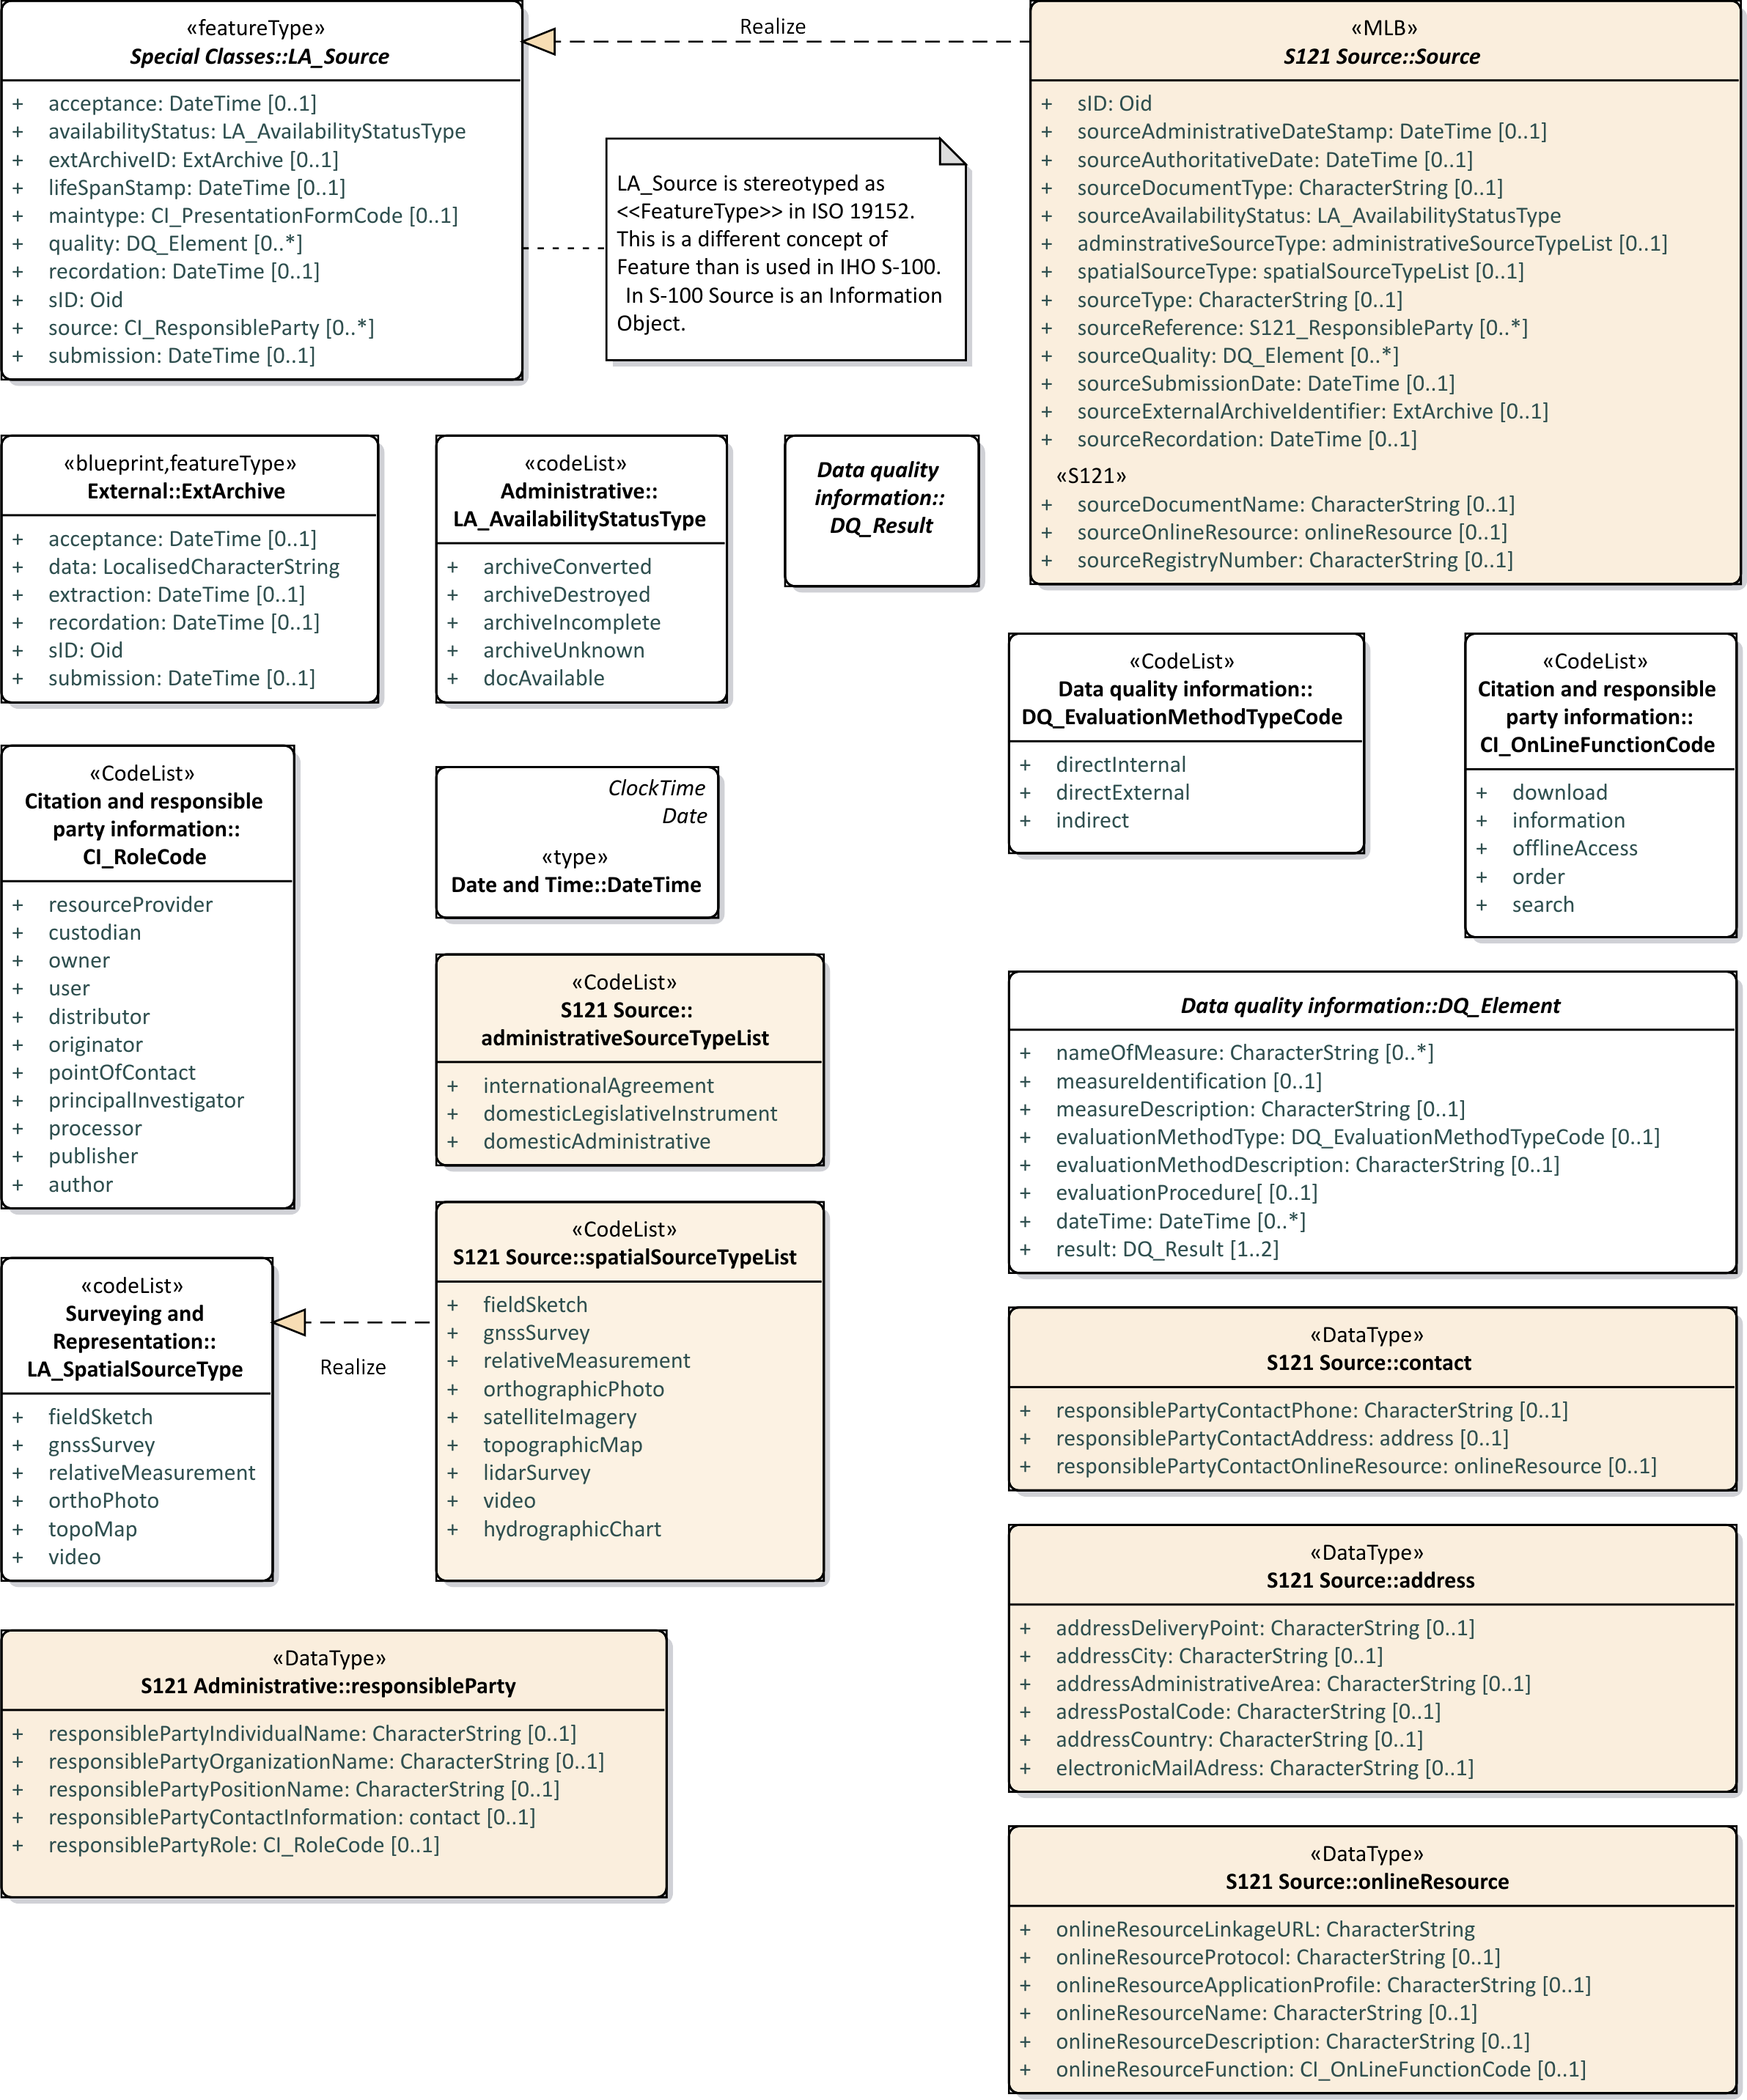 «featureType»
Special Classes::LA_Source
+ acceptance: DateTime [0..1]
+ availabilityStatus: LA_AvailabilityStatusType
+ extArchiveID: ExtArchive [0..1]
+ lifeSpanStamp: DateTime [0..1]
+ maintype: CI_PresentationFormCode [0..1]
+ quality: DQ_Element [0..*]
+ recordation: DateTime [0..1]
+ sID: Oid
+ source: CI_ResponsibleParty [0..*]
+ submission: DateTime [0..1]
Realize
LA_Source is stereotyped as
<<FeatureType>> in ISO 19152.
This is a different concept of
Feature than is used in IHO S-100.
In S-100 Source is an Information
Object.
«MLB»
S121 Source::Source
+ sID: Oid
+ sourceAdministrativeDateStamp: DateTime [0..1]
+ sourceAuthoritativeDate: DateTime [0..1]
+ sourceDocumentType: CharacterString [0..1]
+ sourceAvailabilityStatus: LA_AvailabilityStatusType
+ adminstrativeSourceType: administrativeSourceTypeList [0..1]
+ spatialSourceType: spatialSourceTypeList [0..1]
+ sourceType: CharacterString [0..1]
+ sourceReference: S121_ResponsibleParty [0..*]
+ sourceQuality: DQ_Element [0..*]
+ sourceSubmissionDate: DateTime [0..1]
+ sourceExternalArchiveIdentifier: ExtArchive [0..1]
+ sourceRecordation: DateTime [0..1]
«S121»
+ sourceDocumentName: CharacterString [0..1]
+ sourceOnlineResource: onlineResource [0..1]
+ sourceRegistryNumber: CharacterString [0..1]
«blueprint,featureType»
External::ExtArchive
+ acceptance: DateTime [0..1]
+ data: LocalisedCharacterString
+ extraction: DateTime [0..1]
+ recordation: DateTime [0..1]
+ sID: Oid
+ submission: DateTime [0..1]
«codeList»
Administrative::
LA_AvailabilityStatusType
+ archiveConverted
+ archiveDestroyed
+ archiveIncomplete
+ archiveUnknown
+ docAvailable
Data quality
information::
DQ_Result
«CodeList»
Data quality information::
DQ_EvaluationMethodTypeCode
+ directInternal
+ directExternal
+ indirect
«CodeList»
Citation and responsible
party information::
CI_OnLineFunctionCode
+ download
+ information
+ offlineAccess
+ order
+ search
«CodeList»
Citation and responsible
party information::
CI_RoleCode
+ resourceProvider
+ custodian
+ owner
+ user
+ distributor
+ originator
+ pointOfContact
+ principalInvestigator
+ processor
+ publisher
+ author
ClockTime
Date
«type»
Date and Time::DateTime
«CodeList»
S121 Source::
administrativeSourceTypeList
+ internationalAgreement
+ domesticLegislativeInstrument
+ domesticAdministrative
Data quality information::DQ_Element
+ nameOfMeasure: CharacterString [0..*]
+ measureIdentification [0..1]
+ measureDescription: CharacterString [0..1]
+ evaluationMethodType: DQ_EvaluationMethodTypeCode [0..1]
+ evaluationMethodDescription: CharacterString [0..1]
+ evaluationProcedure[ [0..1]
+ dateTime: DateTime [0..*]
+ result: DQ_Result [1..2]
«codeList»
Surveying and
Representation::
LA_SpatialSourceType
+ fieldSketch
+ gnssSurvey
+ relativeMeasurement
+ orthoPhoto
+ topoMap
+ video
Realize
«CodeList»
S121 Source::spatialSourceTypeList
+ fieldSketch
+ gnssSurvey
+ relativeMeasurement
+ orthographicPhoto
+ satelliteImagery
+ topographicMap
+ lidarSurvey
+ video
+ hydrographicChart
«DataType»
S121 Source::contact
+ responsiblePartyContactPhone: CharacterString [0..1]
+ responsiblePartyContactAddress: address [0..1]
+ responsiblePartyContactOnlineResource: onlineResource [0..1]
«DataType»
S121 Source::address
+ addressDeliveryPoint: CharacterString [0..1]
+ addressCity: CharacterString [0..1]
+ addressAdministrativeArea: CharacterString [0..1]
+ adressPostalCode: CharacterString [0..1]
+ addressCountry: CharacterString [0..1]
+ electronicMailAdress: CharacterString [0..1]
«DataType»
S121 Administrative::responsibleParty
+ responsiblePartyIndividualName: CharacterString [0..1]
+ responsiblePartyOrganizationName: CharacterString [0..1]
+ responsiblePartyPositionName: CharacterString [0..1]
+ responsiblePartyContactInformation: contact [0..1]
+ responsiblePartyRole: CI_RoleCode [0..1]
«DataType»
S121 Source::onlineResource
+ onlineResourceLinkageURL: CharacterString
+ onlineResourceProtocol: CharacterString [0..1]
+ onlineResourceApplicationProfile: CharacterString [0..1]
+ onlineResourceName: CharacterString [0..1]
+ onlineResourceDescription: CharacterString [0..1]
+ onlineResourceFunction: CI_OnLineFunctionCode [0..1]